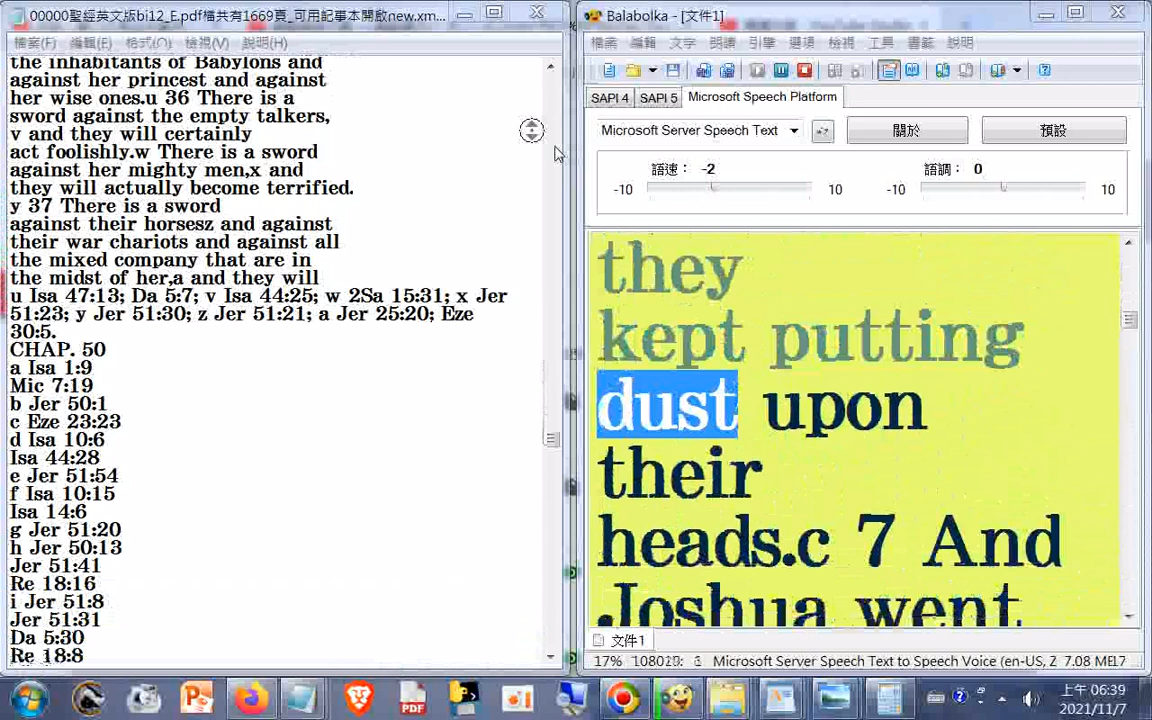 00000聖經英文版bi12_E.pdf檔共有1669頁_可用記事本開啟new.xm...
檔案(F) 編輯(E) 格式(O) 檢視(V) 說明(H)
the inhabitants of Babylons and
against her princest and against
her wise ones.u 36 There is a
sword against the empty talkers,
v and they will certainly
act foolishly.w There is a sword
against her mighty men,x and
they will actually become terrified.
y 37 There is a sword
against their horsesz and against
their war chariots and against all
the mixed company that are in
the midst of her,a and they will
u Isa 47:13; Da 5:7; v Isa 44:25; w 2Sa 15:31; x Jer
51:23; y Jer 51:30; z Jer 51:21; a Jer 25:20; Eze
30:5.
CHAP. 50
a Isa 1:9
Mic 7:19
b Jer 50:1
c Eze 23:23
d Isa 10:6
Isa 44:28
e Jer 51:54
f Isa 10:15
Isa 14:6
g Jer 51:20
h Jer 50:13
Jer 51:41
Re 18:16
i Jer 51:8
Jer 51:31
Da 5:30
Re 18:8
Balabolka - [文件1]
檔案 編輯 文字 朗讀 引擎 選項 檢視 工具 書籤 說明
SAPI 4 SAPI 5 Microsoft Speech Platform
Microsoft Server Speech Text 關於 預設
語速： -2 語調： 0
-10 10 -10 10
they
kept putting
dust upon
their
heads.c 7 And
Joshua went
文件1
17% Microsoft Server Speech Text to Speech Voice (en-US, Z 7.08 ME
PDF
上午 06:39
2021/11/7